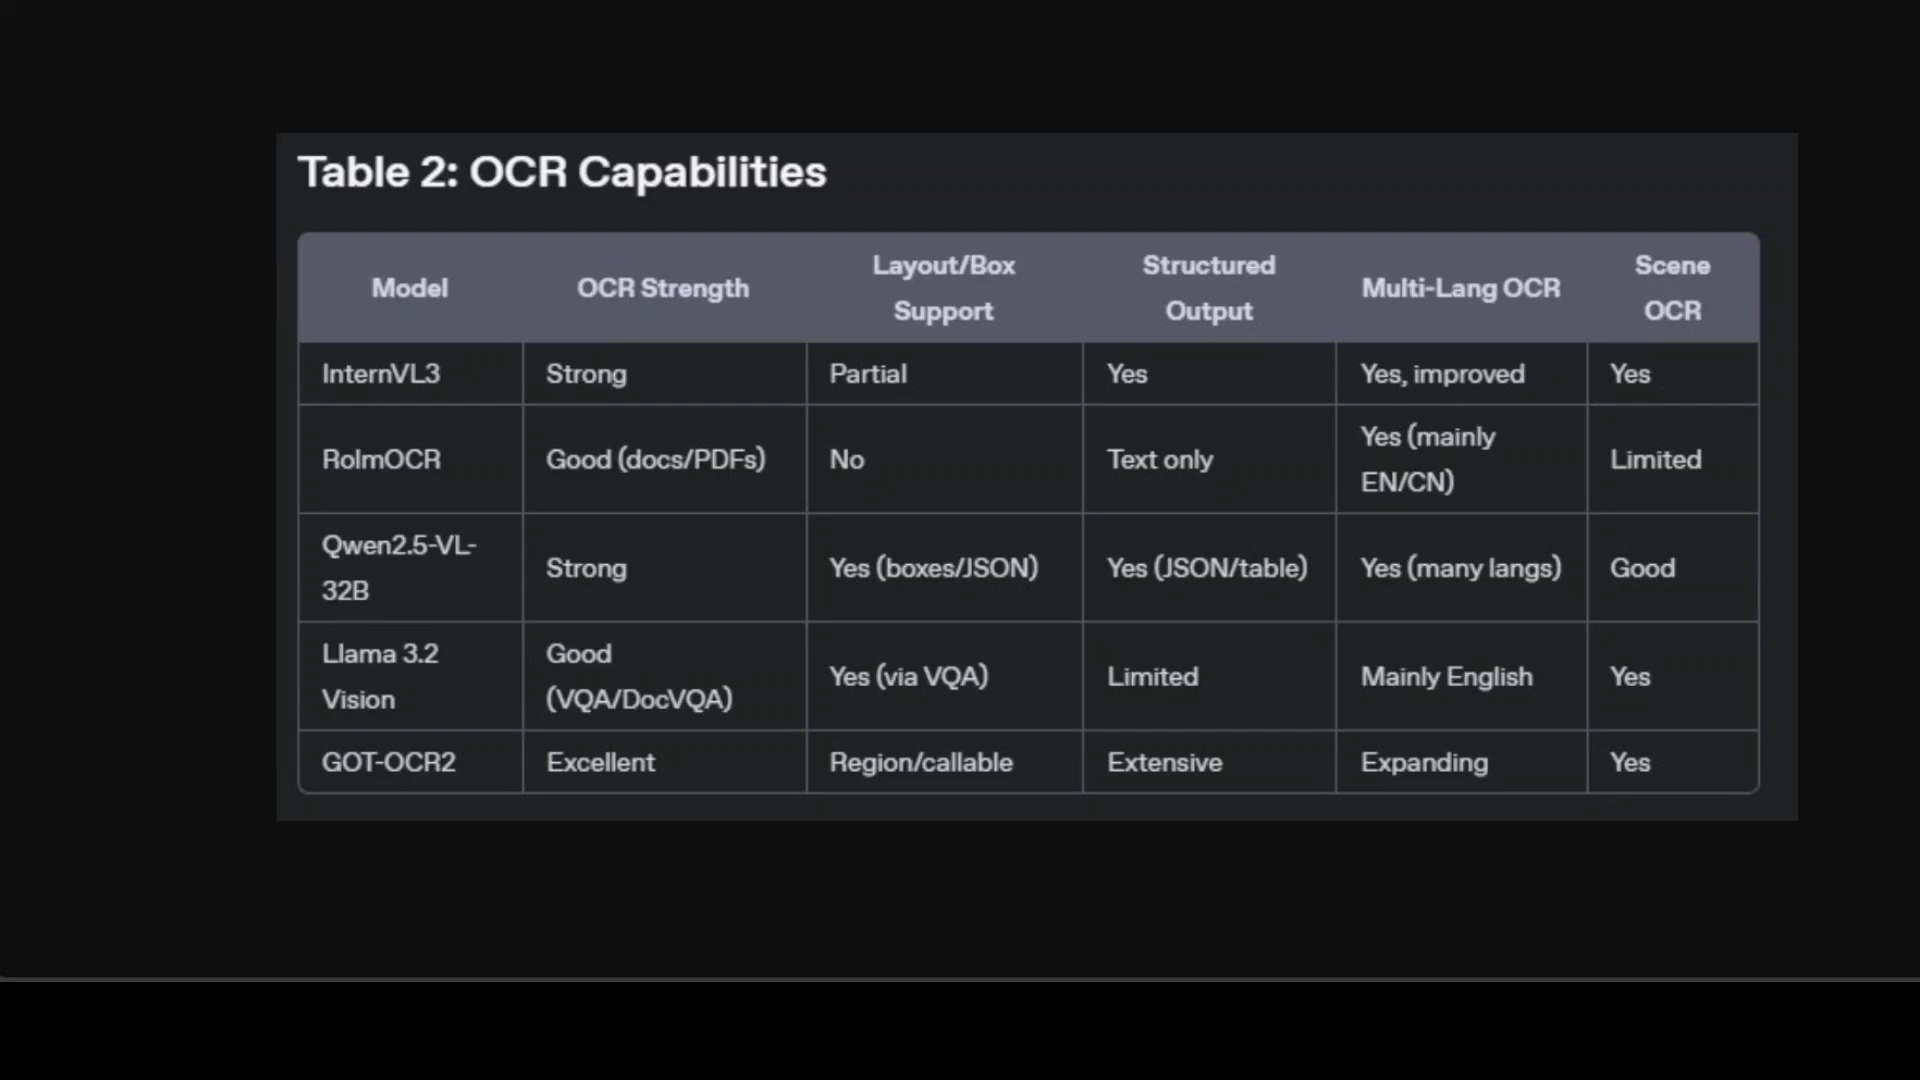 Table 2: OCR Capabilities
Model OCR Strength Layout/Box Support Structured Output Multi-Lang OCR Scene OCR
InternVL3 Strong Partial Yes Yes, improved Yes
RolmOCR Good (docs/PDFs) No Text only Yes (mainly EN/CN) Limited
Qwen2.5-VL-32B Strong Yes (boxes/JSON) Yes (JSON/table) Yes (many langs) Good
Llama 3.2 Vision Good (VQA/DocVQA) Yes (via VQA) Limited Mainly English Yes
GOT-OCR2 Excellent Region/callable Extensive Expanding Yes